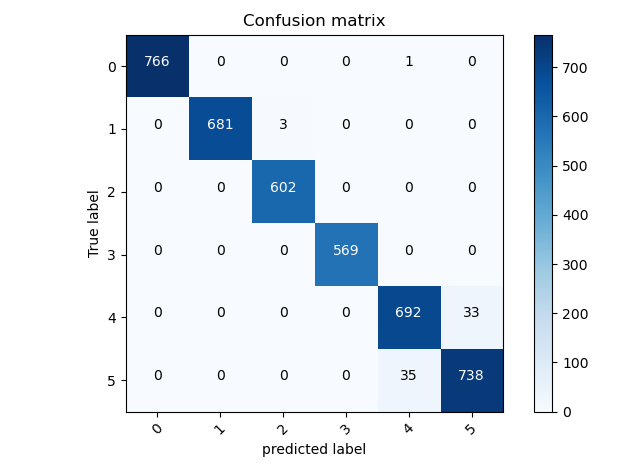 Confusion matrix
0 766 0 0 0 1 0
1 0 681 3 0 0 0
2 0 0 602 0 0 0
3 0 0 0 569 0 0
4 0 0 0 0 692 33
5 0 0 0 0 35 738
0 1 2 3 4 5
True label
predicted label
700
600
500
400
300
200
100
0